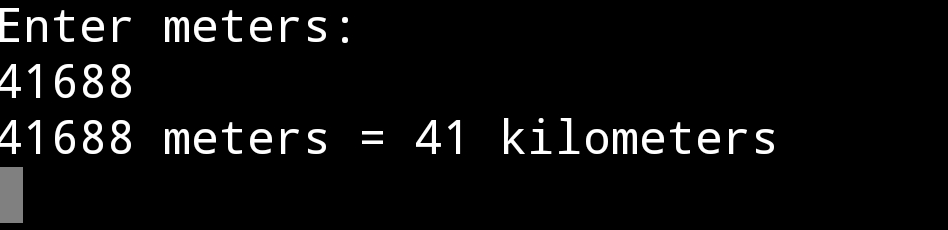 Enter meters:
41688
41688 meters = 41 kilometers